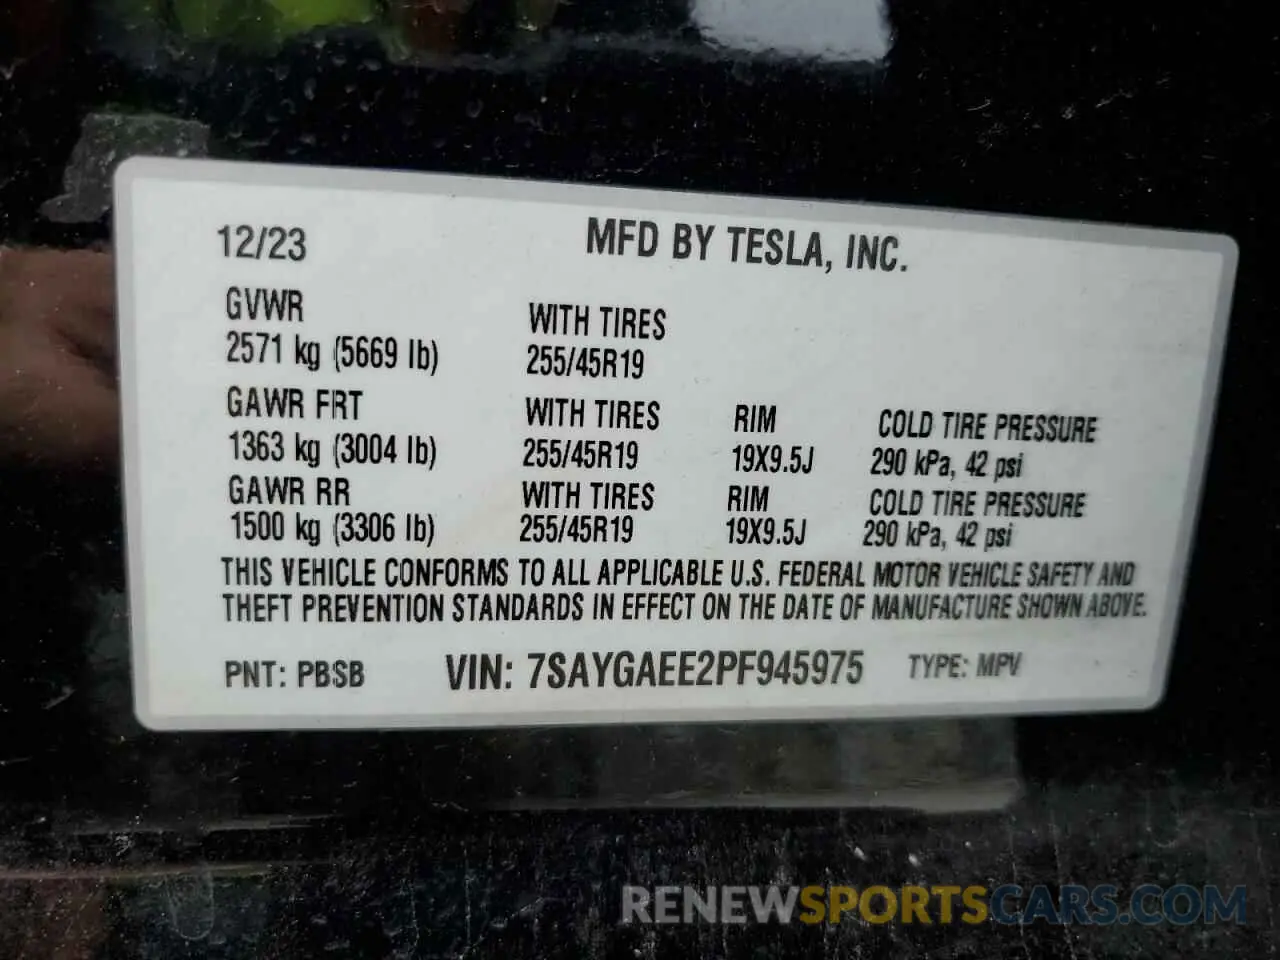 12/23 MFD BY TESLA, INC.
GVWR WITH TIRES
2571 kg (5669 lb) 255/45R19
GAWR FRT WITH TIRES RIM COLD TIRE PRESSURE
1363 kg (3004 lb) 255/45R19 19X9.5J 290 kPa, 42 psi
GAWR RR WITH TIRES RIM COLD TIRE PRESSURE
1500 kg (3306 lb) 255/45R19 19X9.5J 290 kPa, 42 psi
THIS VEHICLE CONFORMS TO ALL APPLICABLE U.S. FEDERAL MOTOR VEHICLE SAFETY AND
THEFT PREVENTION STANDARDS IN EFFECT ON THE DATE OF MANUFACTURE SHOWN ABOVE.
PNT: PBSB VIN: 7SAYGAEE2PF945975 TYPE: MPV
RENEWSPORTSCARS.COM